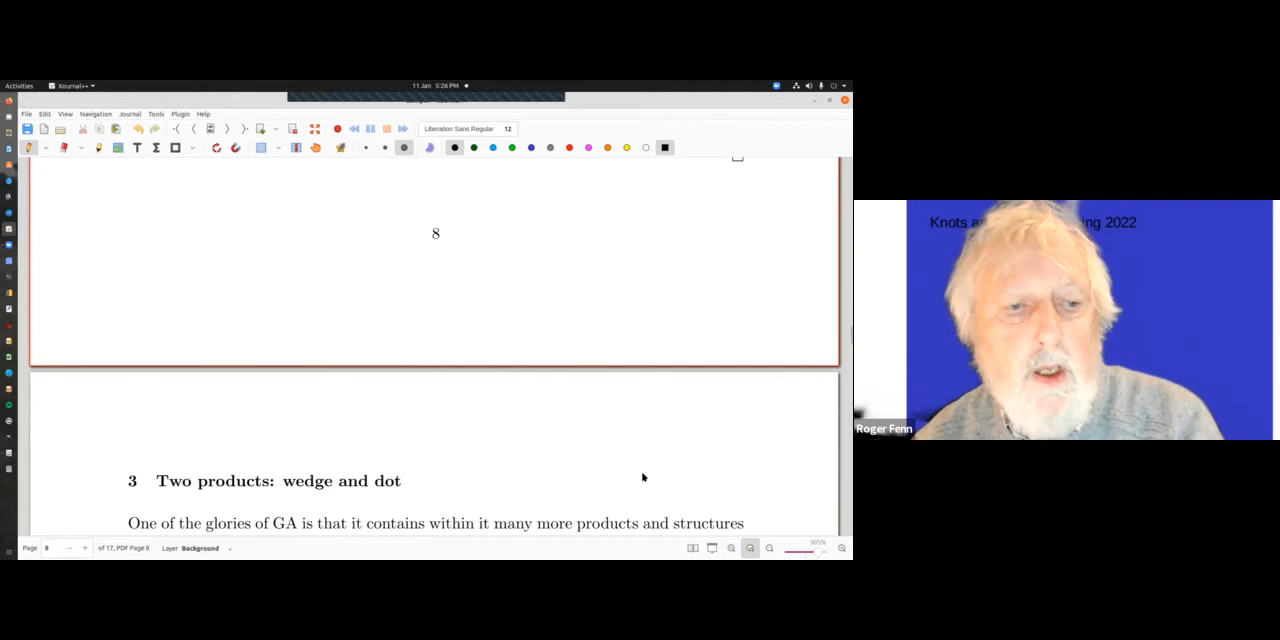 Activities
Xournal++
11 Jan 5:26 PM
File Edit View Navigation Journal Tools Plugin Help
Liberation Sans Regular 12
8
3 Two products: wedge and dot
One of the glories of GA is that it contains within it many more products and structures
Page 8 of 17, PDF Page 8 Layer Background
305%
Knots a ing 2022
Roger Fenn